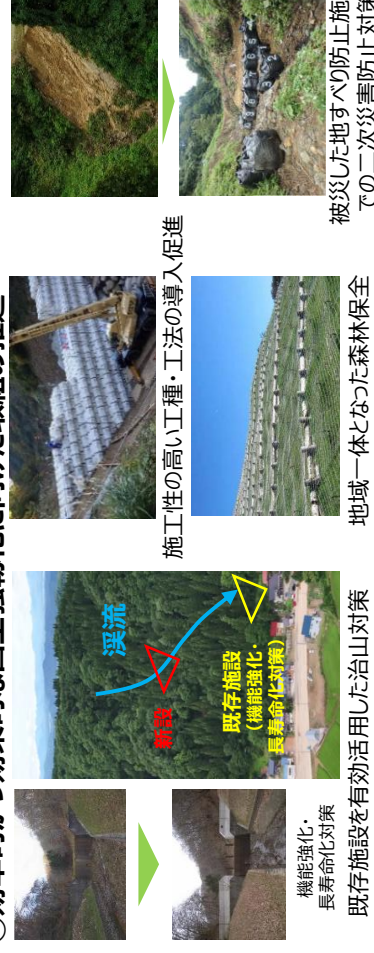 渓流
新設
既存施設
(機能強化・
長寿命化対策)
機能強化・
長寿命化対策
既存施設を有効活用した治山対策
施工性の高い工種・工法の導入促進
地域一体となった森林保全
被災した地すべり防止施
での二次災害防止対策